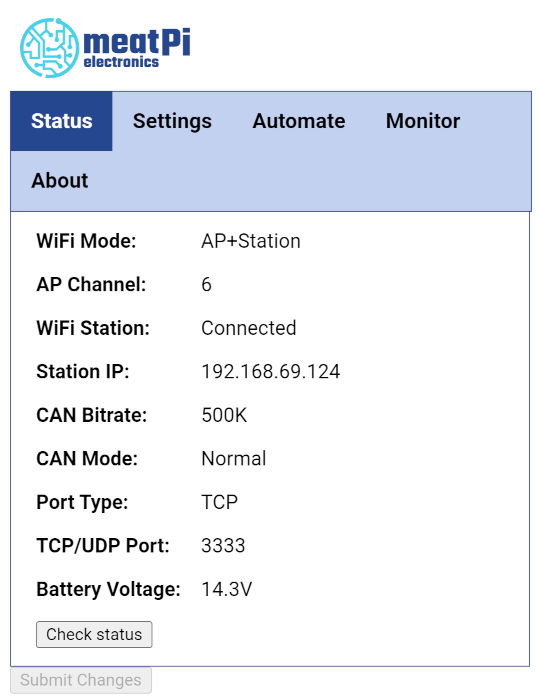 meatPi
electronics
Status Settings Automate Monitor
About
WiFi Mode: AP+Station
AP Channel: 6
WiFi Station: Connected
Station IP: 192.168.69.124
CAN Bitrate: 500K
CAN Mode: Normal
Port Type: TCP
TCP/UDP Port: 3333
Battery Voltage: 14.3V
Check status
Submit Changes